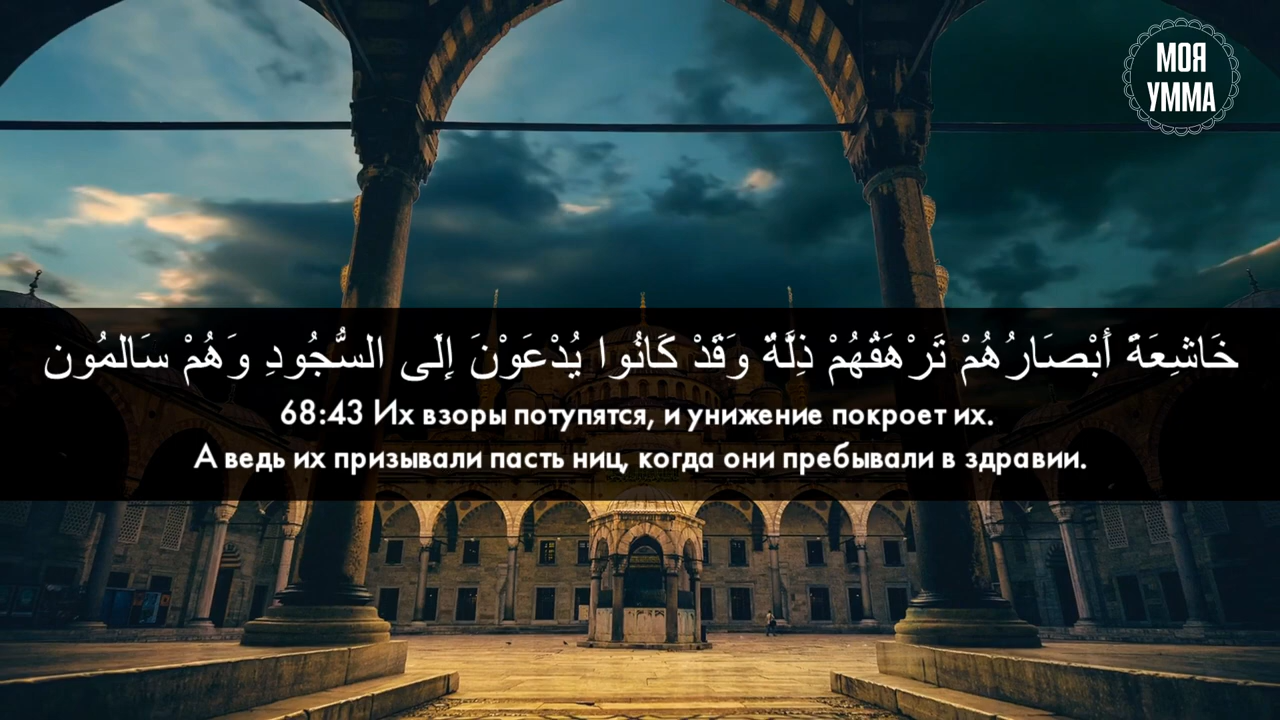 МОЯ
УММА
خَاشِعَةً أَبْصَارُهُمْ تَرْهَقُهُمْ ذِلَّةٌ وَقَدْ كَانُوا يُدْعَوْنَ إِلَى السُّجُودِ وَهُمْ سَالِمُون
68:43 Их взоры потупятся, и унижение покроет их.
А ведь их призывали пасть ниц, когда они пребывали в здравии.